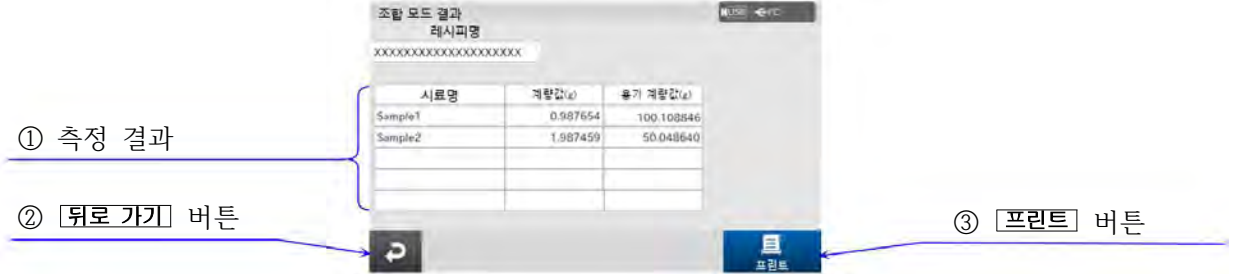 조합 모드 결과
레시피명
XXXXXXXXXXXXXXXXXXXX
USB PC
시료명 계량값(g) 용기 계량값(g)
Sample1 0.987654 100.108846
Sample2 1.987459 50.048640
① 측정 결과
② 뒤로 가기 버튼
③ 프린트 버튼
프린트